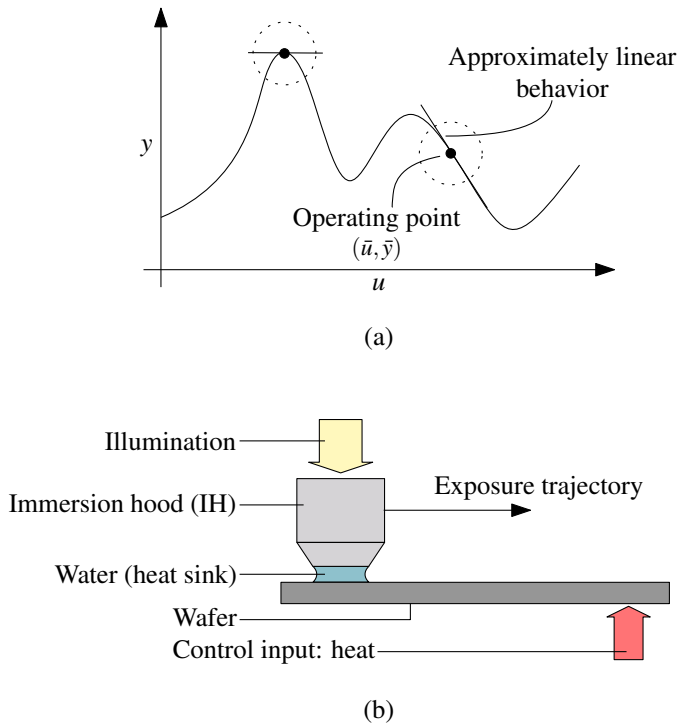 Approximately linear
behavior
y
Operating point
(ū, ȳ)
u
(a)
Illumination
Immersion hood (IH)
Exposure trajectory
Water (heat sink)
Wafer
Control input: heat
(b)